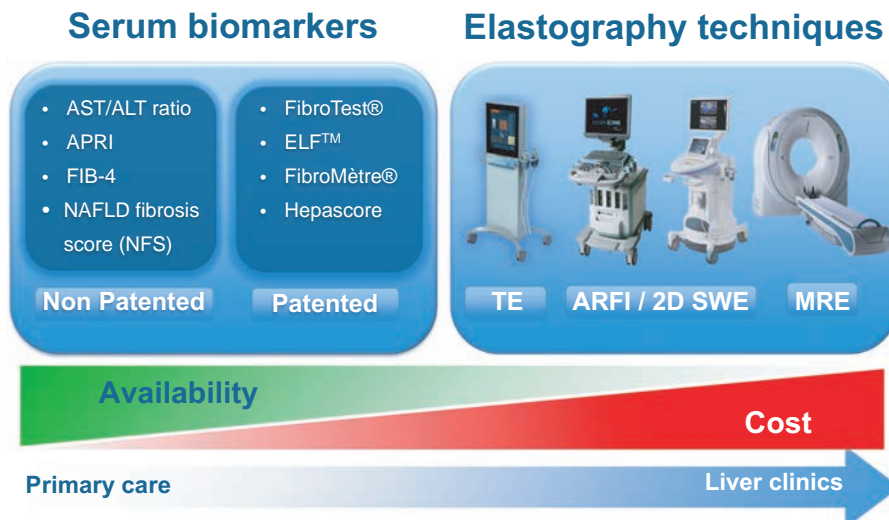 Serum biomarkers
Elastography techniques
• AST/ALT ratio
• APRI
• FIB-4
• NAFLD fibrosis
score (NFS)
• FibroTest®
• ELF™
• FibroMètre®
• Hepascore
Non Patented
Patented
TE
ARFI / 2D SWE
MRE
Availability
Cost
Primary care
Liver clinics